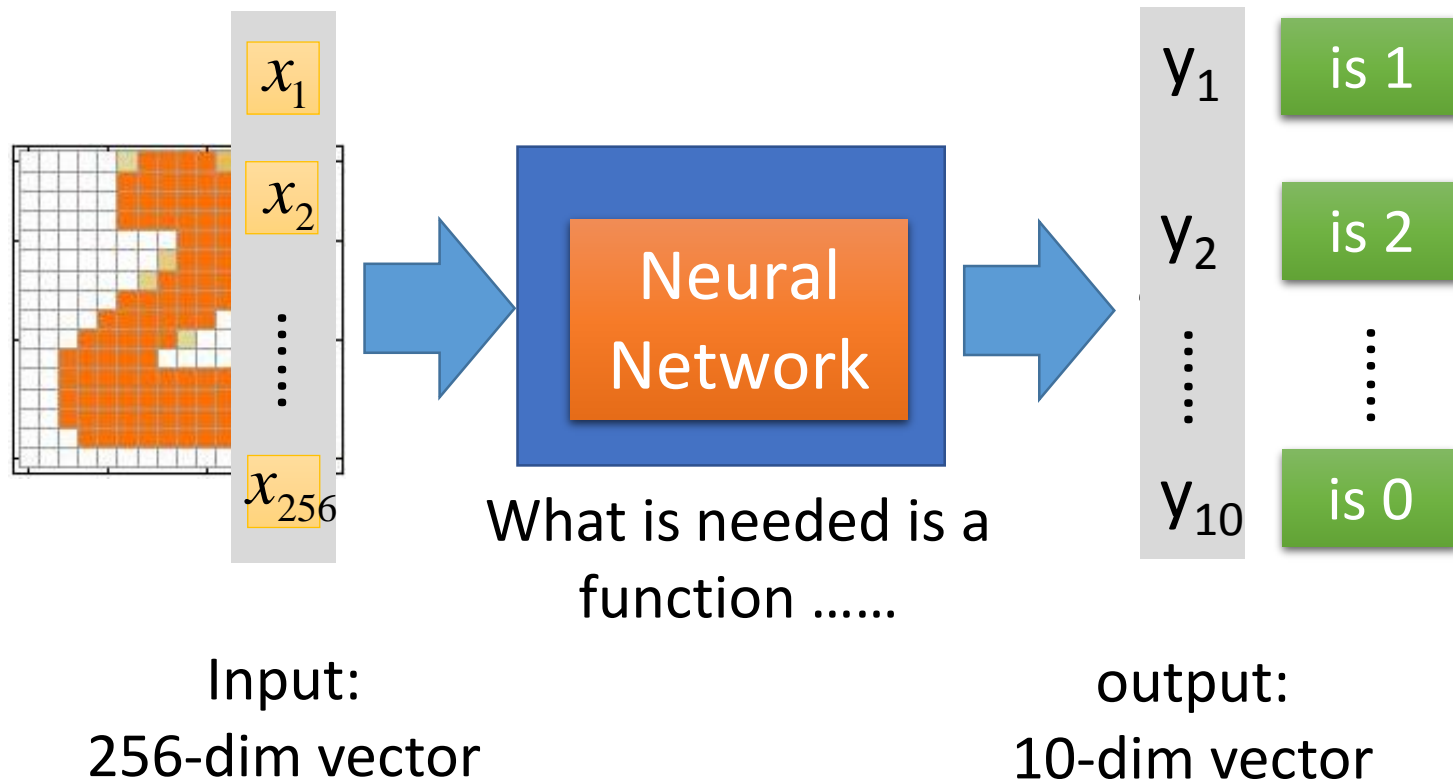 x₁
x₂
⋮
x₂₅₆
Neural
Network
What is needed is a
function ……
y₁
y₂
⋮
y₁₀
is 1
is 2
⋮
is 0
Input:
256-dim vector
output:
10-dim vector